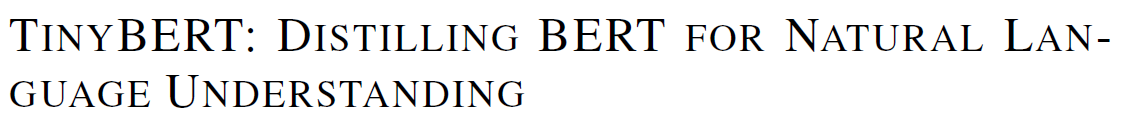 TINYBERT: DISTILLING BERT FOR NATURAL LAN-
GUAGE UNDERSTANDING